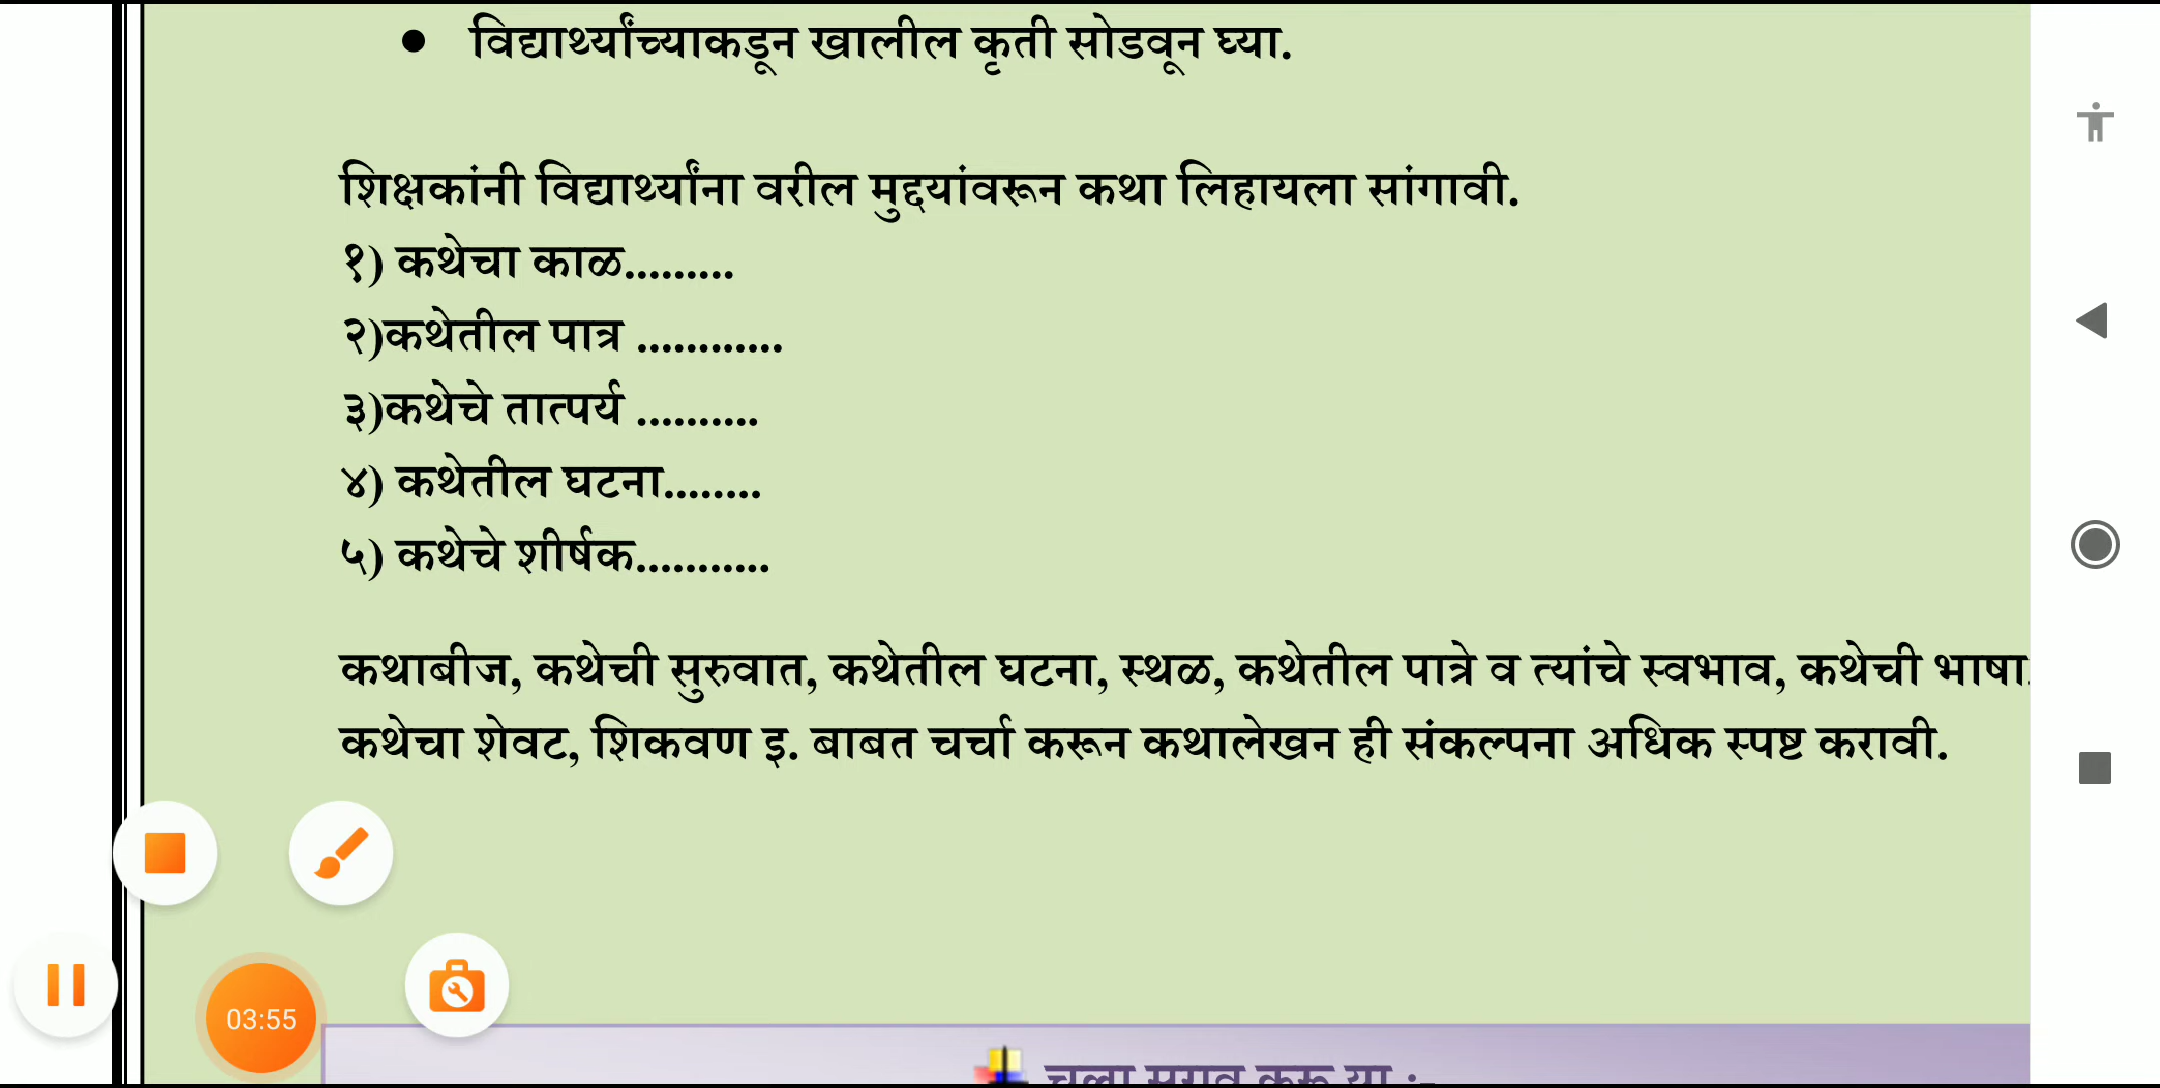 • विद्यार्थ्यांच्याकडून खालील कृती सोडवून घ्या.
शिक्षकांनी विद्यार्थ्यांना वरील मुद्दयांवरून कथा लिहायला सांगावी.
१) कथेचा काळ.........
२)कथेतील पात्र ............
३)कथेचे तात्पर्य ..........
४) कथेतील घटना........
५) कथेचे शीर्षक...........
कथाबीज, कथेची सुरुवात, कथेतील घटना, स्थळ, कथेतील पात्रे व त्यांचे स्वभाव, कथेची भाषा
कथेचा शेवट, शिकवण इ. बाबत चर्चा करून कथालेखन ही संकल्पना अधिक स्पष्ट करावी.
03:55